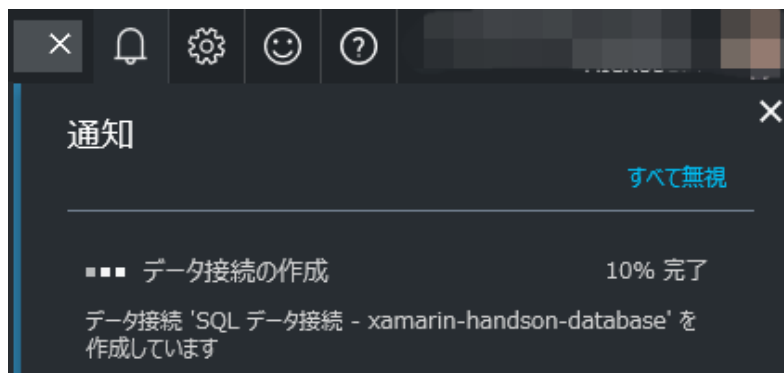 通知
すべて無視
データ接続の作成 10% 完了
データ接続 'SQL データ接続 - xamarin-handson-database' を
作成しています